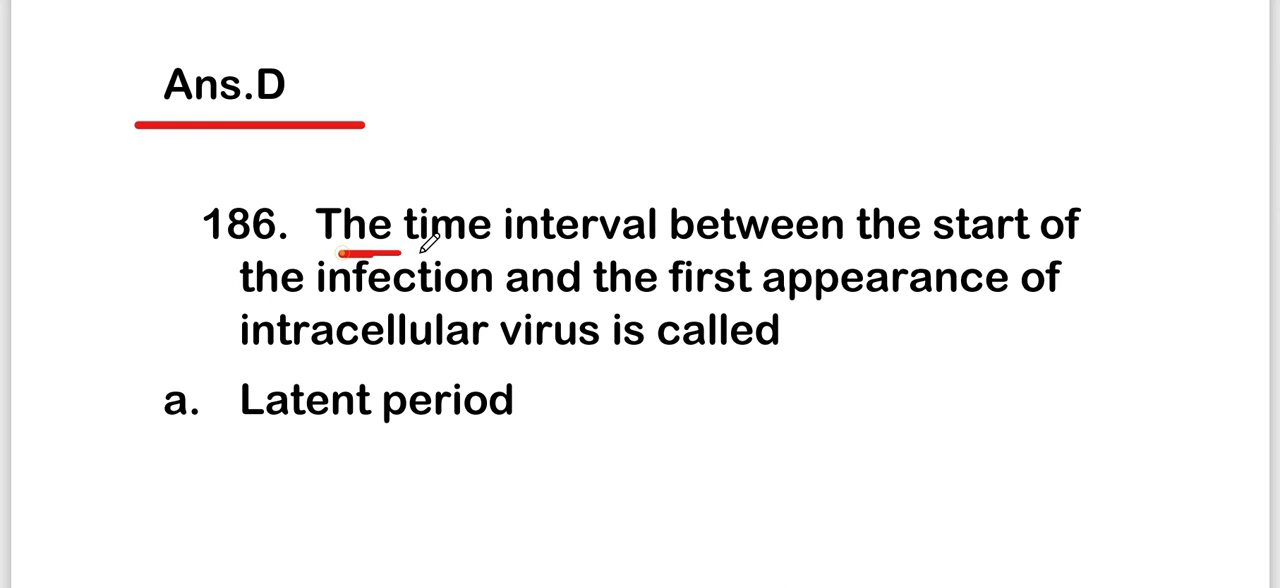 Ans.D
186. The time interval between the start of
the infection and the first appearance of
intracellular virus is called
a. Latent period